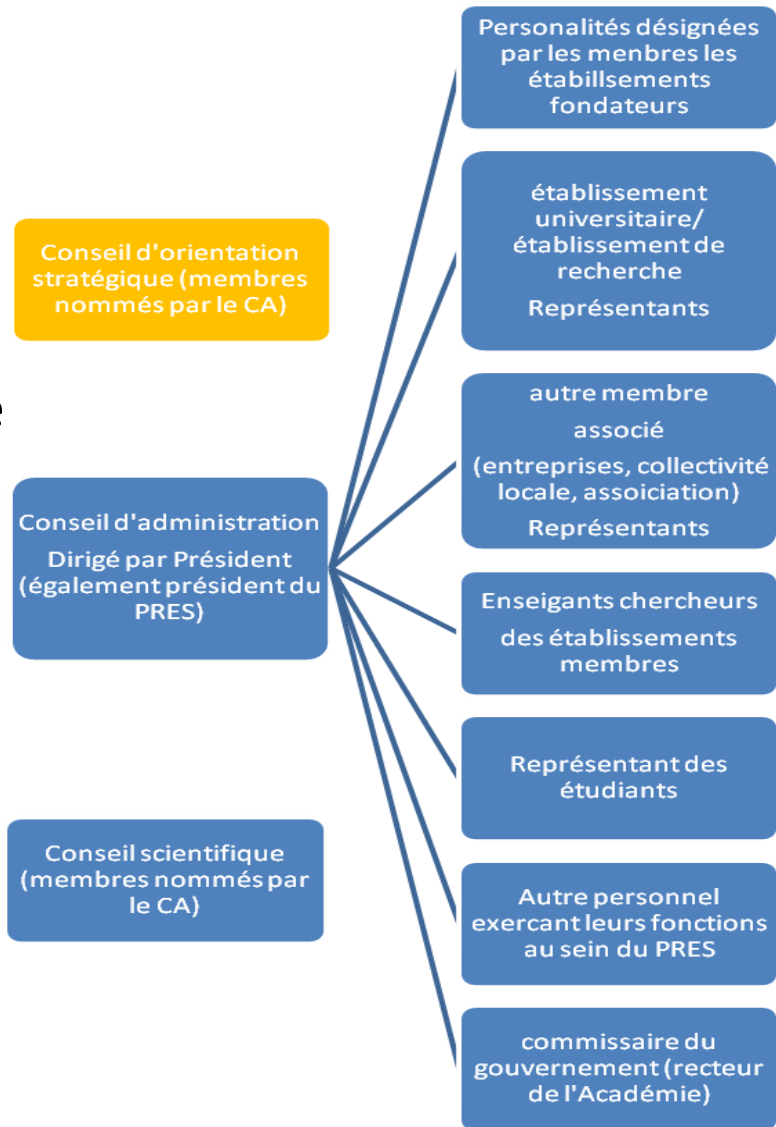 Personalités désignées
par les menbres les
établillsements
fondateurs
établissement
universitaire/
établissement de
recherche
Représentants
Conseil d'orientation
stratégique (membres
nommés par le CA)
e
autre membre
associé
(entreprises, collectivité
locale, assoiciation)
Représentants
Conseil d'administration
Dirigé par Président
(également président du
PRES)
Enseigants chercheurs
des établissements
membres
Représentant des
étudiants
Conseil scientifique
(membres nommés par
le CA)
Autre personnel
exercant leurs fonctions
au sein du PRES
commissaire du
gouvernement (recteur
de l'Académie)